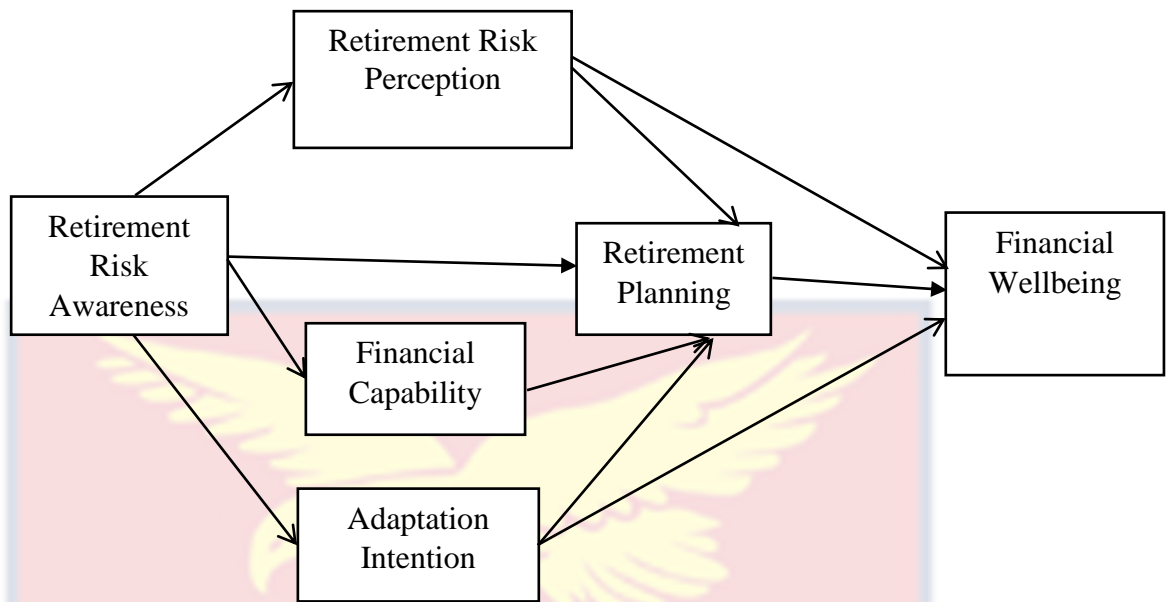 Retirement Risk
Perception
Retirement
Risk
Awareness
Retirement
Planning
Financial
Wellbeing
Financial
Capability
Adaptation
Intention